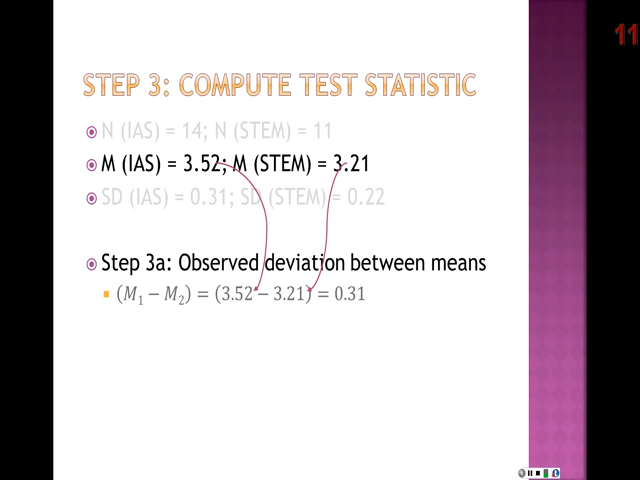 11
STEP 3: COMPUTE TEST STATISTIC
N (IAS) = 14; N (STEM) = 11
M (IAS) = 3.52; M (STEM) = 3.21
SD (IAS) = 0.31; SD (STEM) = 0.22
Step 3a: Observed deviation between means
(M₁ − M₂) = (3.52 − 3.21) = 0.31